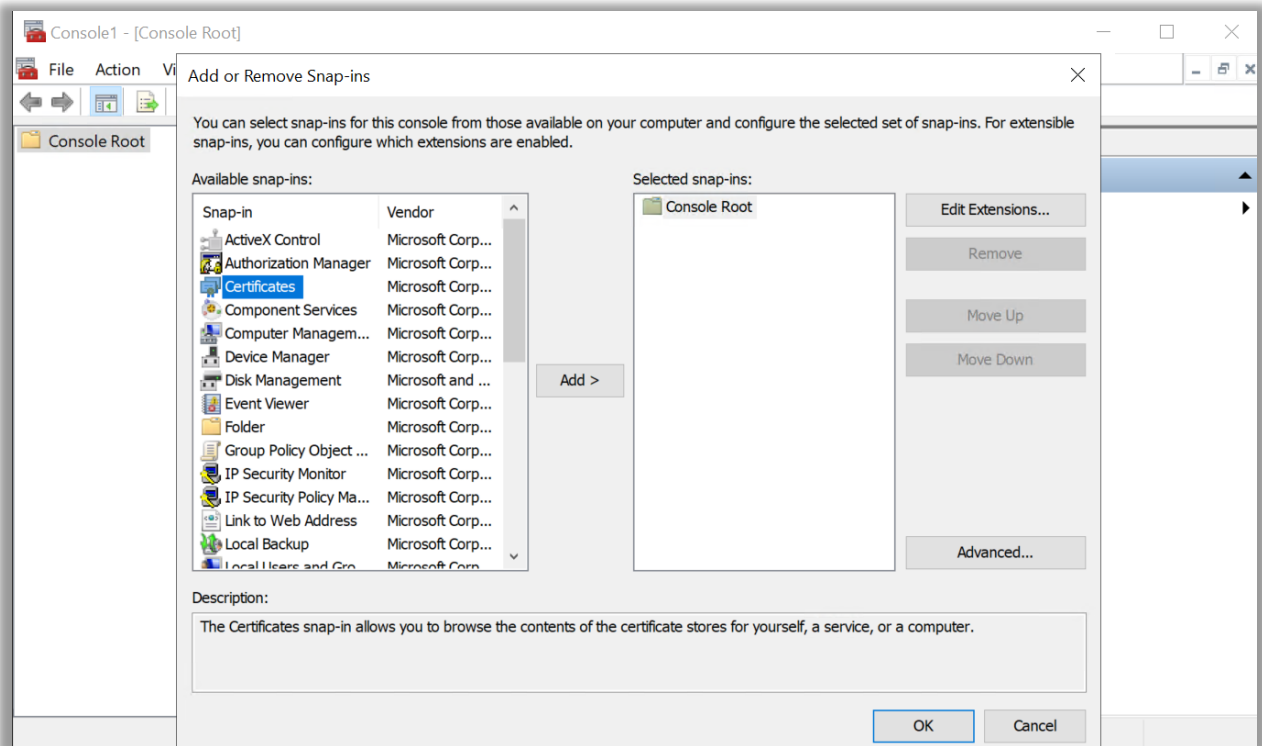 Console1 - [Console Root]
File Action Vi
Add or Remove Snap-ins
Console Root
You can select snap-ins for this console from those available on your computer and configure the selected set of snap-ins. For extensible
snap-ins, you can configure which extensions are enabled.
Available snap-ins:
Snap-in Vendor
ActiveX Control Microsoft Corp...
Authorization Manager Microsoft Corp...
Certificates Microsoft Corp...
Component Services Microsoft Corp...
Computer Managem... Microsoft Corp...
Device Manager Microsoft Corp...
Disk Management Microsoft and ...
Event Viewer Microsoft Corp...
Folder Microsoft Corp...
Group Policy Object ... Microsoft Corp...
IP Security Monitor Microsoft Corp...
IP Security Policy Ma... Microsoft Corp...
Link to Web Address Microsoft Corp...
Local Backup Microsoft Corp...
Local Users and Gro Microsoft Corp
Add >
Selected snap-ins:
Console Root
Edit Extensions...
Remove
Move Up
Move Down
Advanced...
Description:
The Certificates snap-in allows you to browse the contents of the certificate stores for yourself, a service, or a computer.
OK Cancel